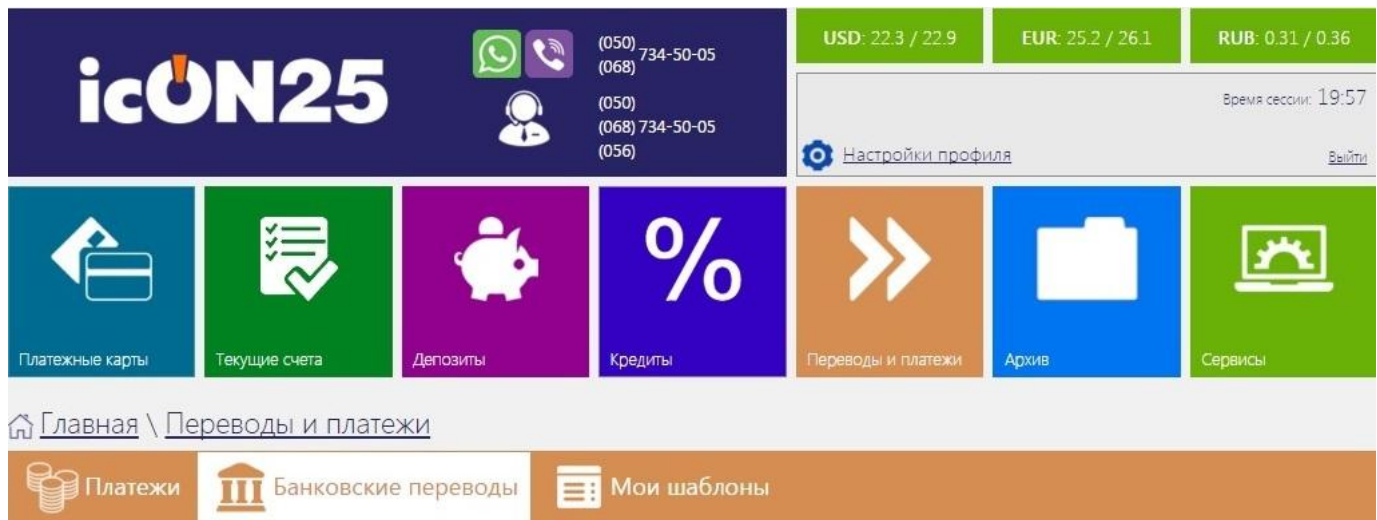 icON25
(050)
(068) 734-50-05
(050)
(068) 734-50-05
(056)
USD: 22.3 / 22.9
EUR: 25.2 / 26.1
RUB: 0.31 / 0.36
Время сессии: 19:57
Настройки профиля
Выйти
%
Платежные карты
Текущие счета
Депозиты
Кредиты
Переводы и платежи
Архив
Сервисы
Главная \ Переводы и платежи
Платежи
Банковские переводы
Мои шаблоны